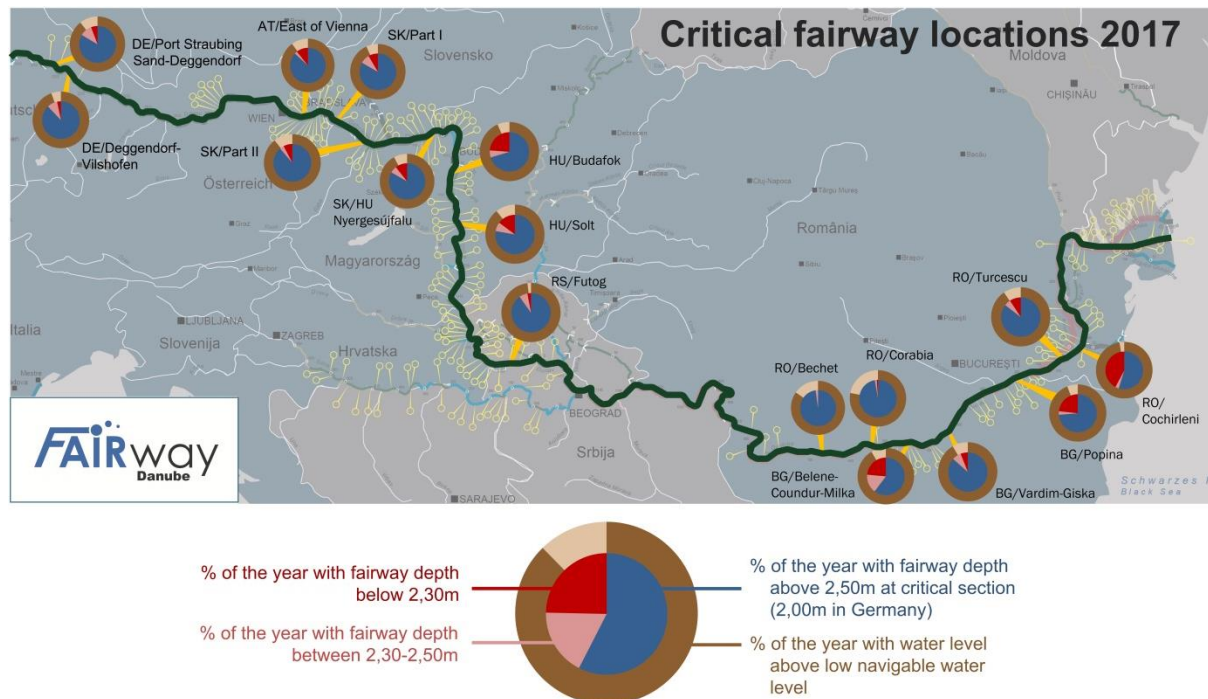 Critical fairway locations 2017
DE/Port Straubing
Sand-Deggendorf
AT/East of Vienna
SK/Part I
Slovensko
Moldova
CHIȘINĂU
Tiraspol
DE/Deggendorf-
Vilshofen
WIEN
SK/Part II
Österreich
SK/HU
Nyergesújfalu
HU/Budafok
HU/Solt
Magyarország
România
RS/Futog
RO/Turcescu
Italia
LJUBLJANA
Slovenija
ZAGREB
Hrvatska
BEOGRAD
Srbija
SARAJEVO
RO/Bechet
RO/Corabia
BUCUREȘTI
RO/
Cochirleni
BG/Popina
BG/Belene-
Coundur-Milka
BG/Vardim-Giska
Schwarzes
Black Sea
FAIRway
Danube
% of the year with fairway depth
below 2,30m
% of the year with fairway depth
between 2,30-2,50m
% of the year with fairway depth
above 2,50m at critical section
(2,00m in Germany)
% of the year with water level
above low navigable water
level